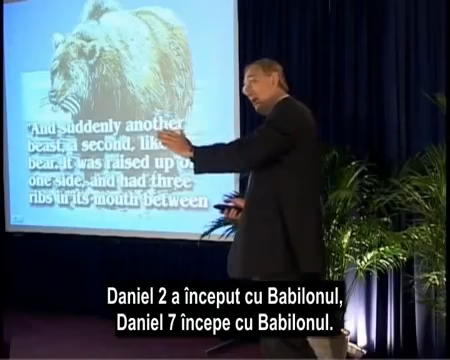 "And suddenly another
beast, a second, like a
bear. It was raised up on
one side, and had three
ribs in its mouth between
Daniel 2 a început cu Babilonul,
Daniel 7 începe cu Babilonul.